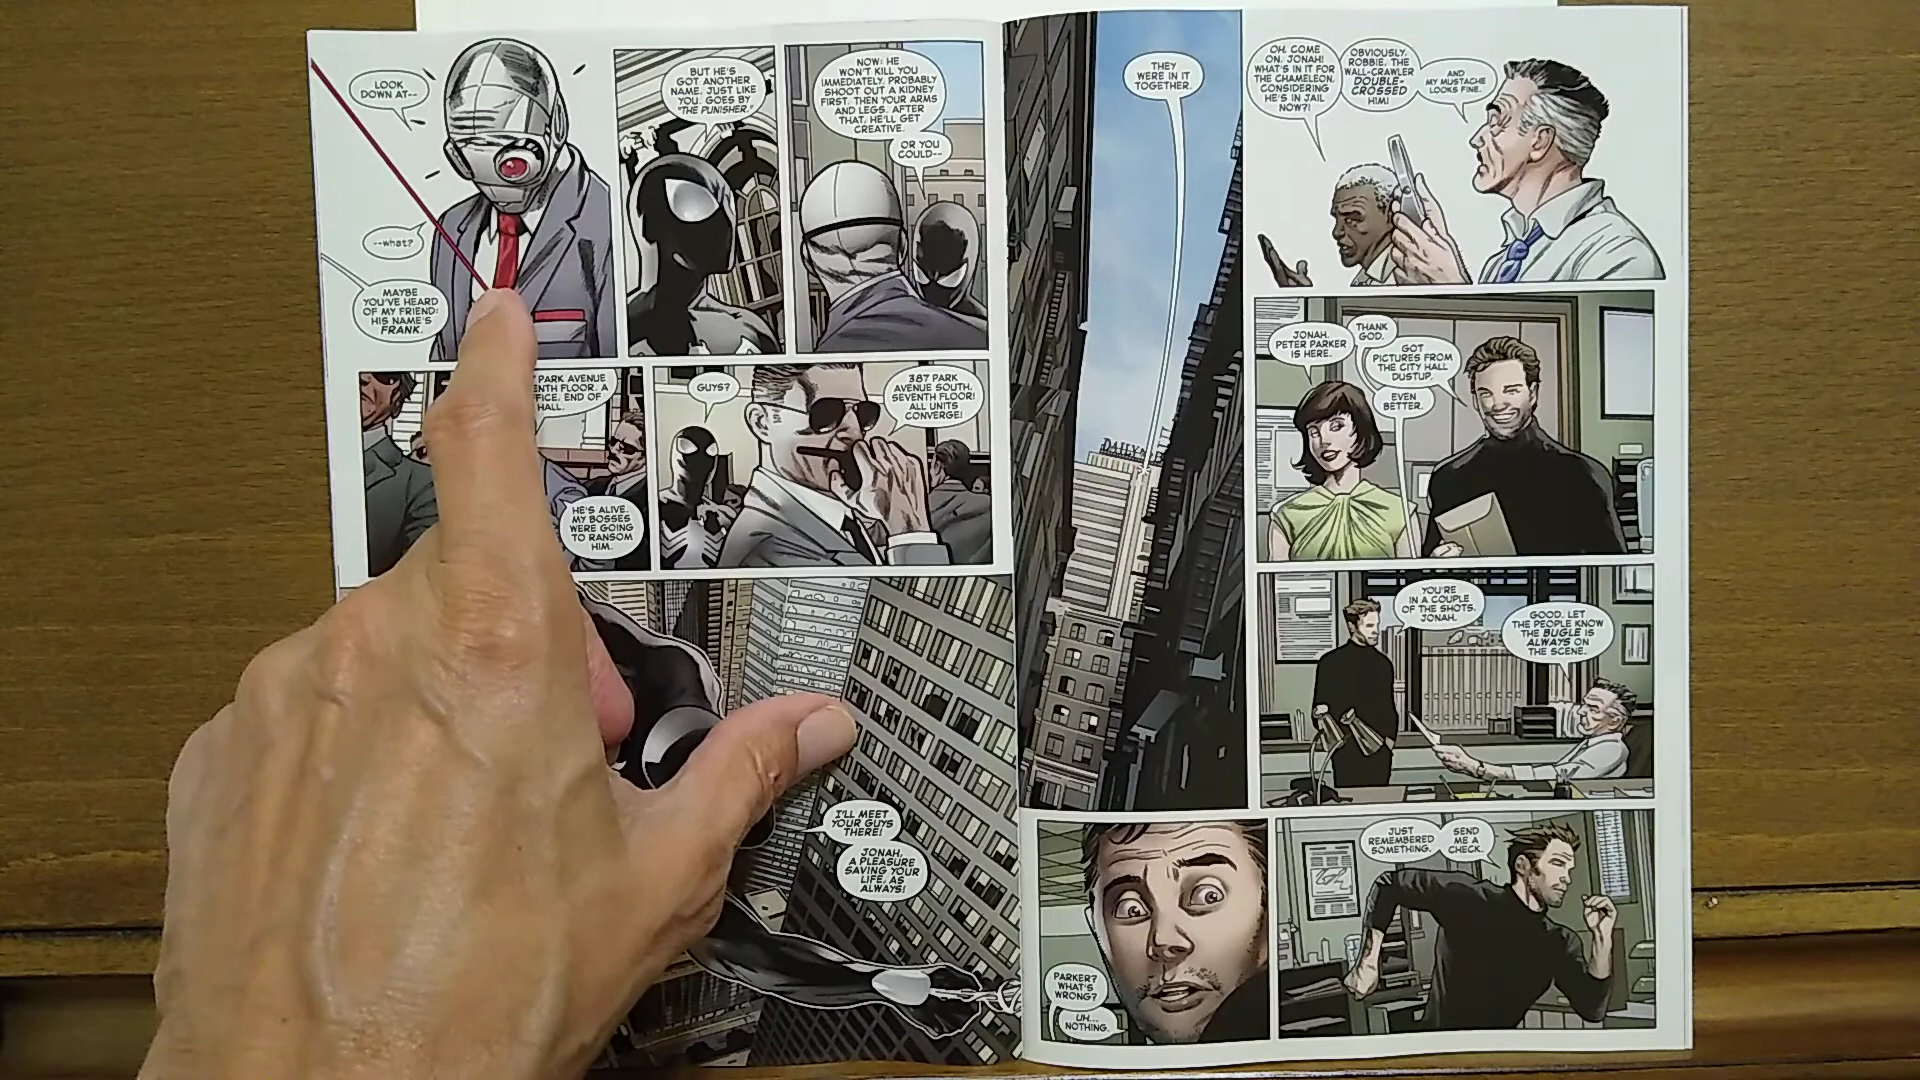 LOOK
DOWN AT--
--WHAT?
MAYBE
YOU'VE HEARD
OF MY FRIEND:
HIS NAME'S
FRANK.
BUT HE'S
GOT ANOTHER
NAME, JUST LIKE
YOU. GOES BY
"THE PUNISHER."
NOW: HE
WON'T KILL YOU
IMMEDIATELY. PROBABLY
SHOOT OUT A KIDNEY
FIRST. THEN YOUR ARMS
AND LEGS. AFTER
THAT, HE'LL GET
CREATIVE.
OR YOU
COULD--
PARK AVENUE
FLOOR. A
END OF
HALL.
HE'S ALIVE.
MY BOSSES
WERE GOING
TO RANSOM
HIM.
GUYS?
387 PARK
AVENUE SOUTH.
SEVENTH FLOOR!
ALL UNITS
CONVERGE!
I'LL MEET
YOUR GUYS
THERE!
JONAH,
A PLEASURE
SAVING YOUR
LIFE, AS
ALWAYS!
THEY
WERE IN IT
TOGETHER.
DAILY
OH, COME
ON, JONAH!
WHAT'S IN IT FOR
THE CHAMELEON,
CONSIDERING
HE'S IN JAIL
NOW?!
OBVIOUSLY,
ROBBIE, THE
WALL-CRAWLER
DOUBLE-
CROSSED
HIM!
AND
MY MUSTACHE
LOOKS FINE.
JONAH,
PETER PARKER
IS HERE.
THANK
GOD.
GOT
PICTURES FROM
THE CITY HALL
DUSTUP.
EVEN
BETTER.
YOU'RE
IN A COUPLE
OF THE SHOTS,
JONAH.
GOOD. LET
THE PEOPLE KNOW
THE BUGLE IS
ALWAYS ON
THE SCENE.
PARKER?
WHAT'S
WRONG?
UH...
NOTHING.
JUST
REMEMBERED
SOMETHING.
SEND
ME A
CHECK.